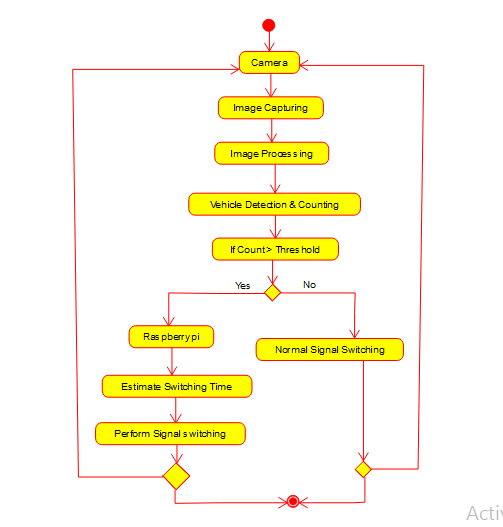 Camera
Image Capturing
Image Processing
Vehicle Detection & Counting
If Count > Threshold
Yes
No
Raspberry pi
Normal Signal Switching
Estimate Switching Time
Perform Signal switching
Acti